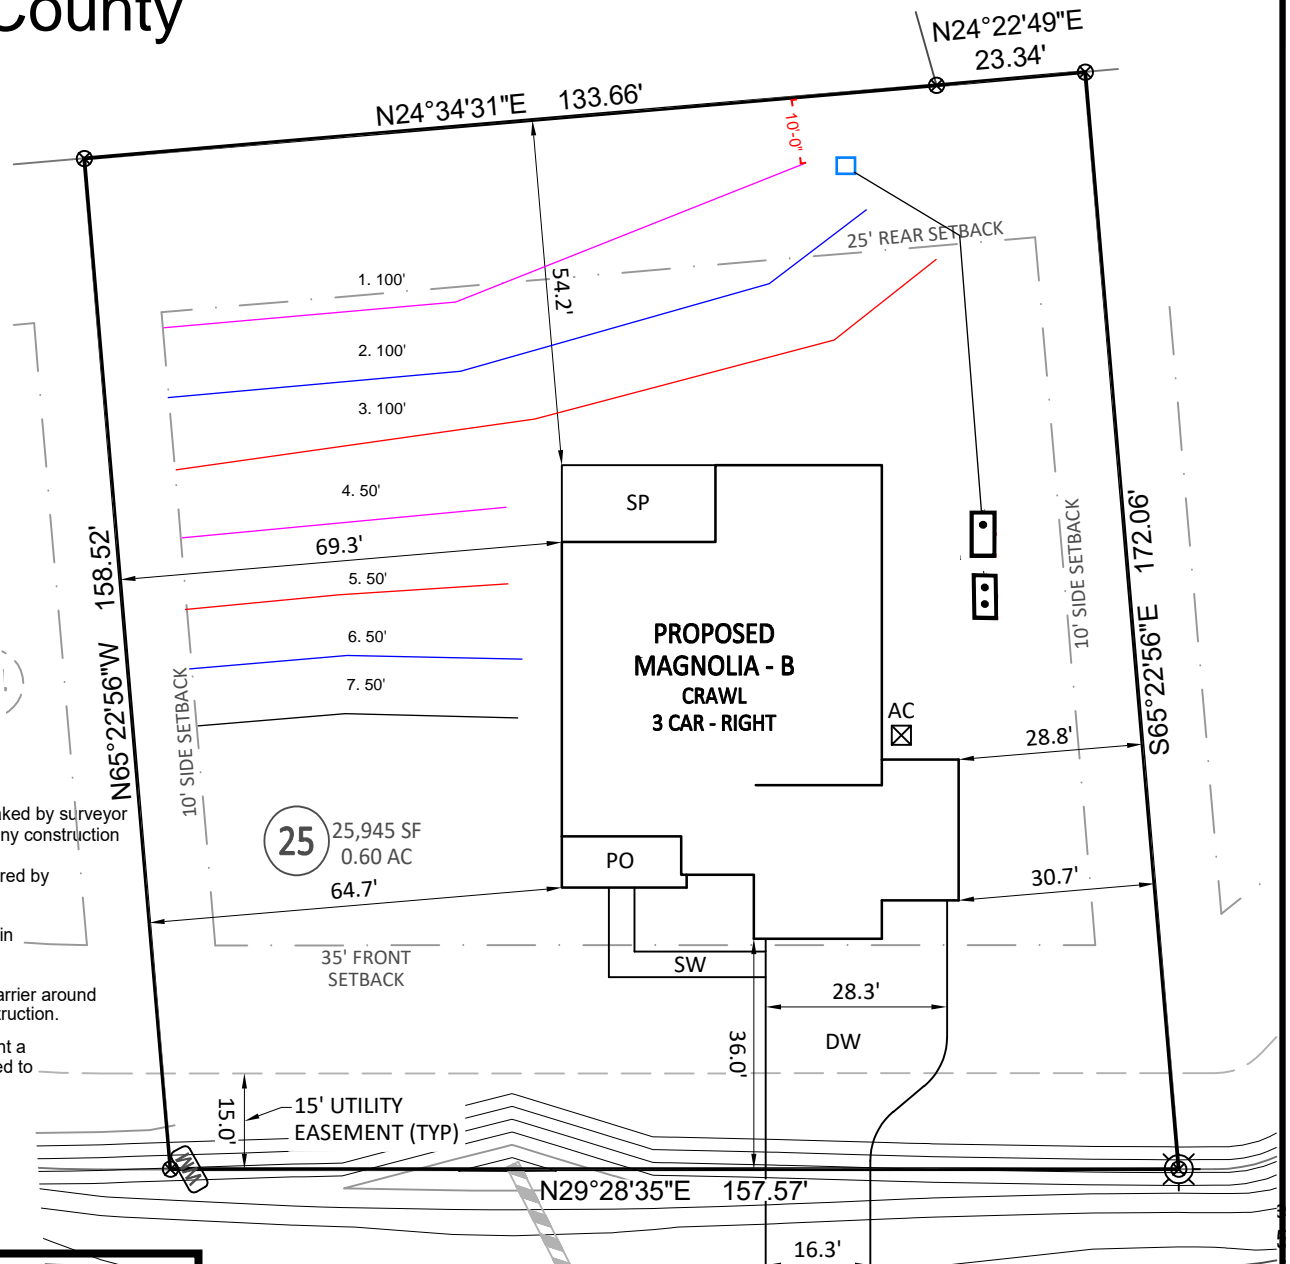 County
N24°22'49"E
23.34'
N24°34'31"E 133.66'
10'-0"
25' REAR SETBACK
1. 100'
54.2'
2. 100'
3. 100'
4. 50'
SP
69.3'
5. 50'
6. 50'
7. 50'
N65°22'56"W 158.52'
10' SIDE SETBACK
PROPOSED
MAGNOLIA - B
CRAWL
3 CAR - RIGHT
AC
28.8'
10' SIDE SETBACK
S65°22'56"E 172.06'
aked by surveyor
ny construction
25
25,945 SF
0.60 AC
PO
red by
64.7'
30.7'
in
35' FRONT
SETBACK
SW
arrier around
truction.
28.3'
DW
36.0'
nt a
ed to
15.0'
15' UTILITY
EASEMENT (TYP)
N29°28'35"E 157.57'
16.3'